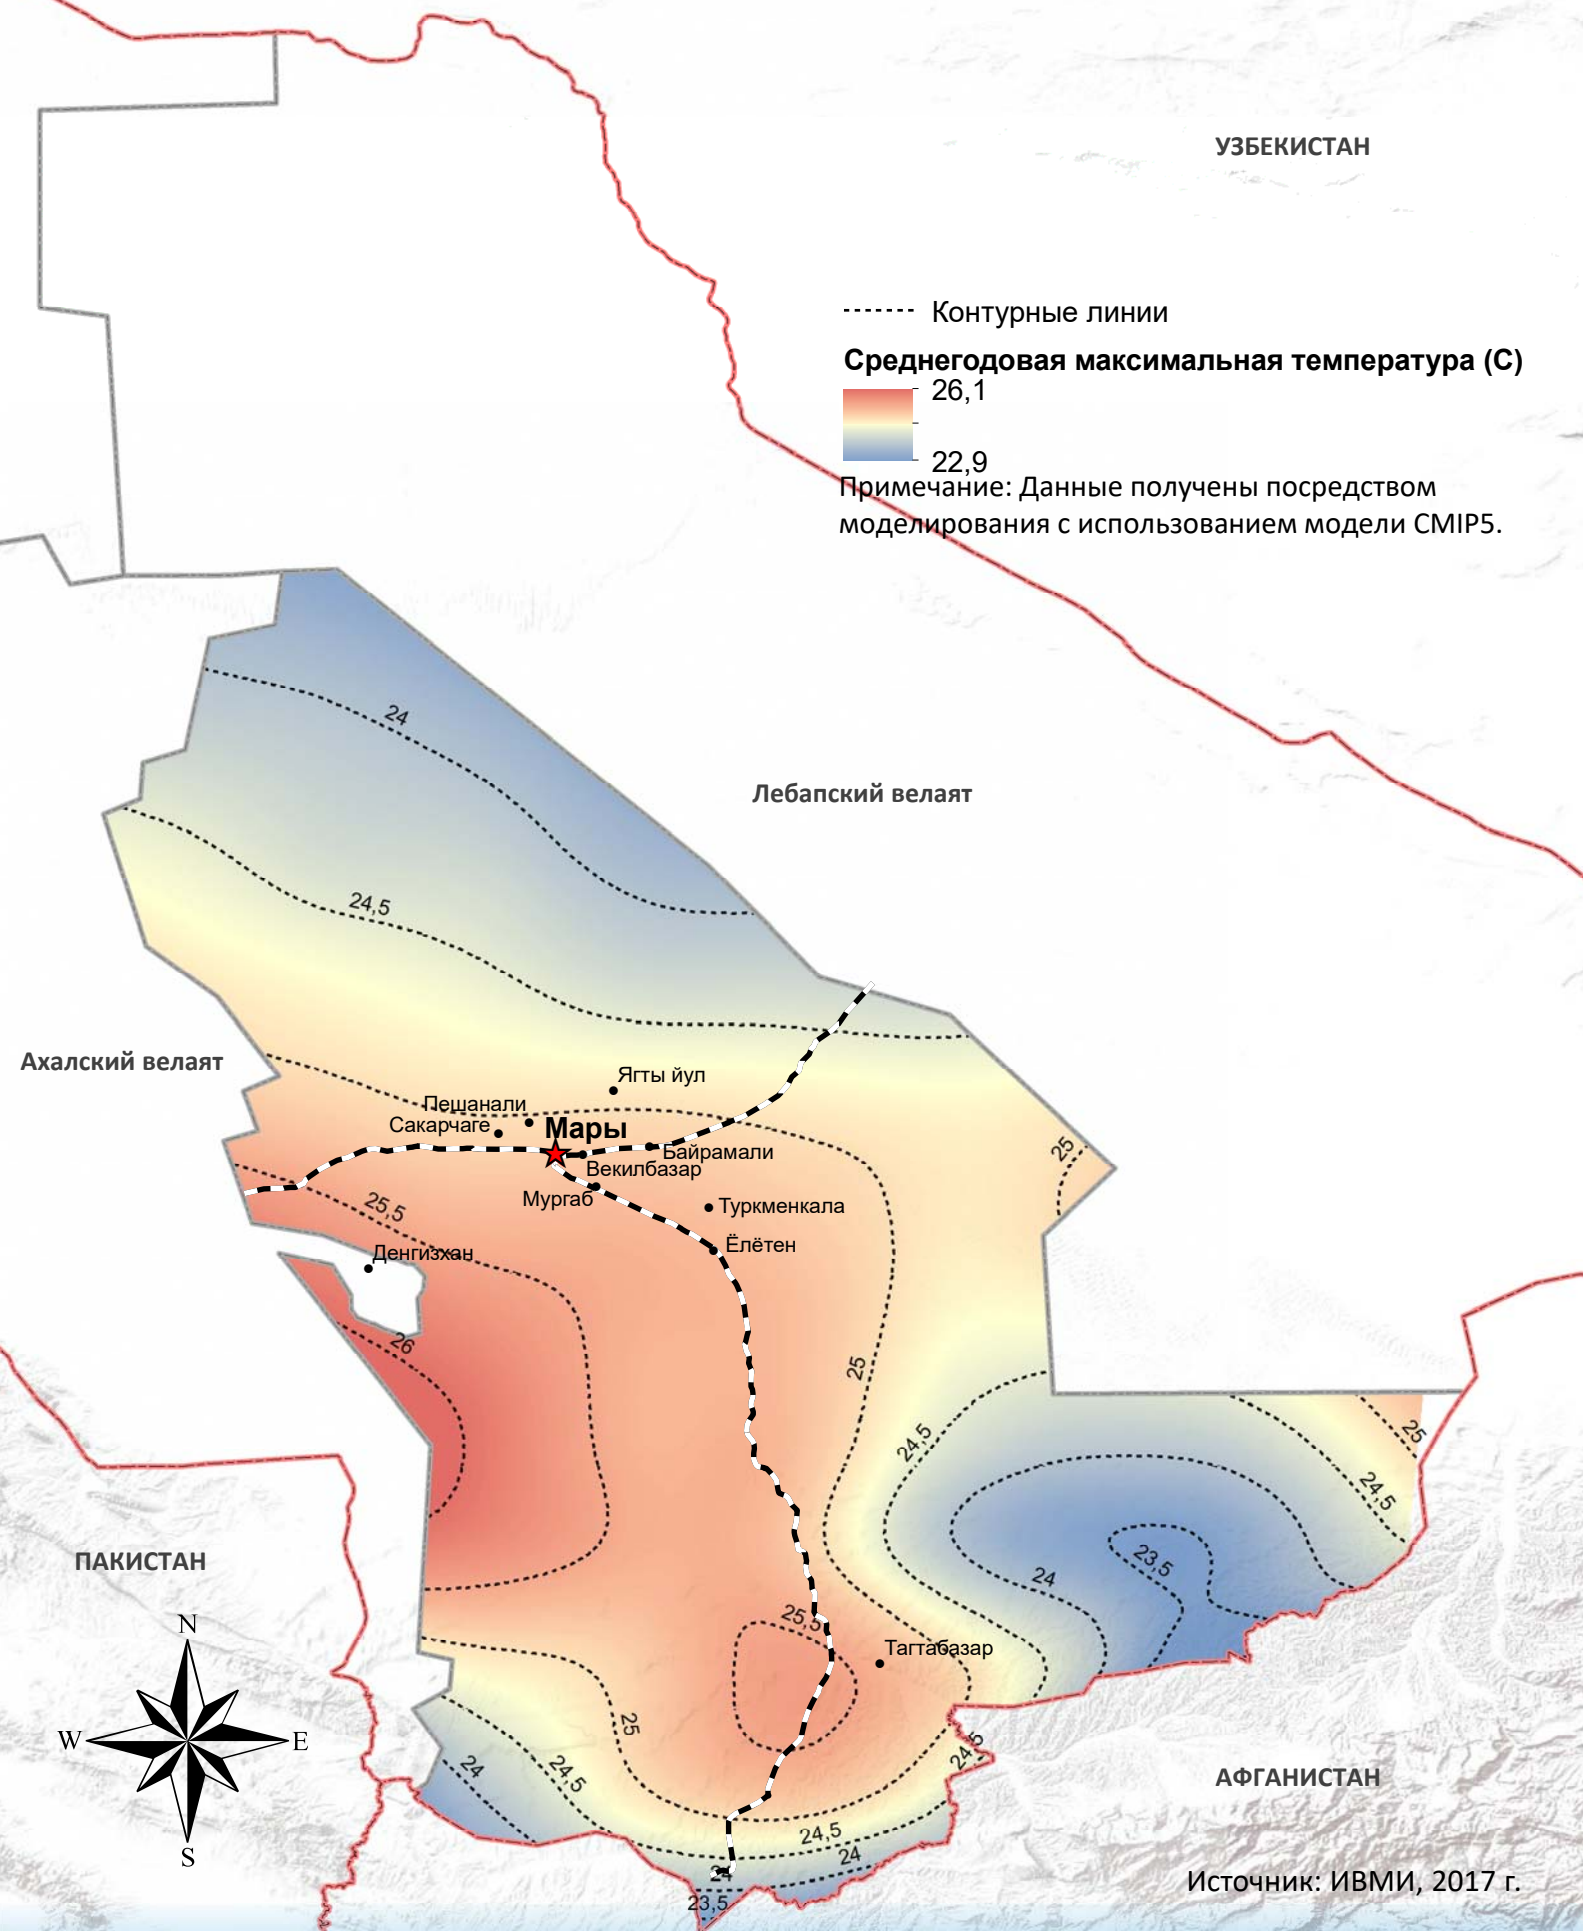 УЗБЕКИСТАН
Контурные линии
Среднегодовая максимальная температура (С)
26,1
22,9
Примечание: Данные получены посредством
моделирования с использованием модели CMIP5.
24
Лебапский велаят
24,5
Ахалский велаят
Ягты йул
Пешанали
Сакарчаге
Мары
Байрамали
Векилбазар
25
Мургаб
25,5
Туркменкала
Ёлётен
Денгизхан
26
25
24,5
25
24,5
23,5
24
ПАКИСТАН
25,5
N
W
E
S
Тагтабазар
25
24,5
24
24,5
АФГАНИСТАН
24,5
24
24
23,5
Источник: ИВМИ, 2017 г.